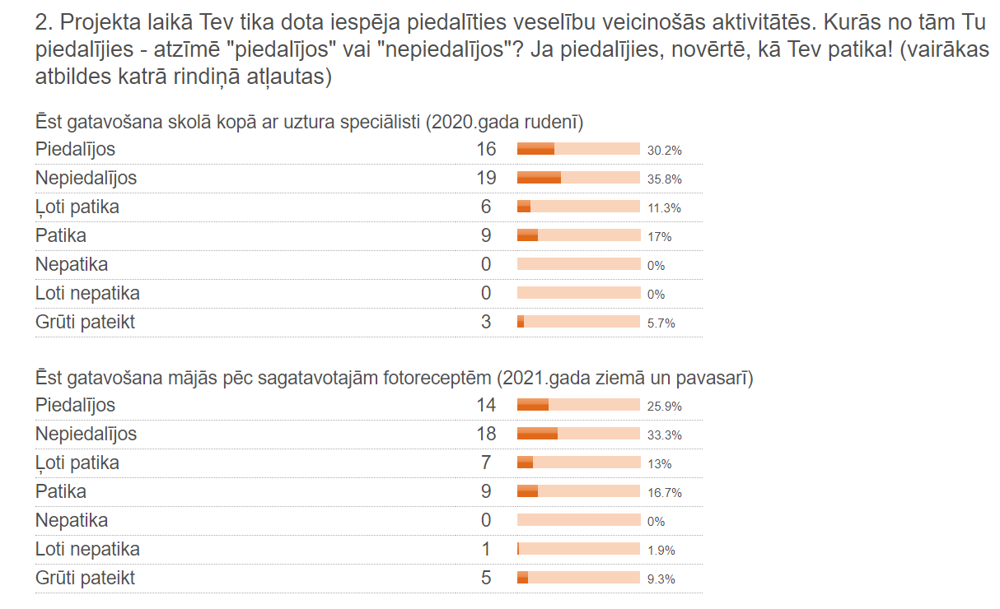 2. Projekta laikā Tev tika dota iespēja piedalīties veselību veicinošās aktivitātēs. Kurās no tām Tu
piedalījies - atzīmē "piedalījos" vai "nepiedalījos"? Ja piedalījies, novērtē, kā Tev patika! (vairākas
atbildes katrā rindiņā atļautas)
Ēst gatavošana skolā kopā ar uztura speciālisti (2020.gada rudenī)
Piedalījos 16 30.2%
Nepiedalījos 19 35.8%
Ļoti patika 6 11.3%
Patika 9 17%
Nepatika 0 0%
Loti nepatika 0 0%
Grūti pateikt 3 5.7%
Ēst gatavošana mājās pēc sagatavotajām fotoreceptēm (2021.gada ziemā un pavasarī)
Piedalījos 14 25.9%
Nepiedalījos 18 33.3%
Ļoti patika 7 13%
Patika 9 16.7%
Nepatika 0 0%
Loti nepatika 1 1.9%
Grūti pateikt 5 9.3%